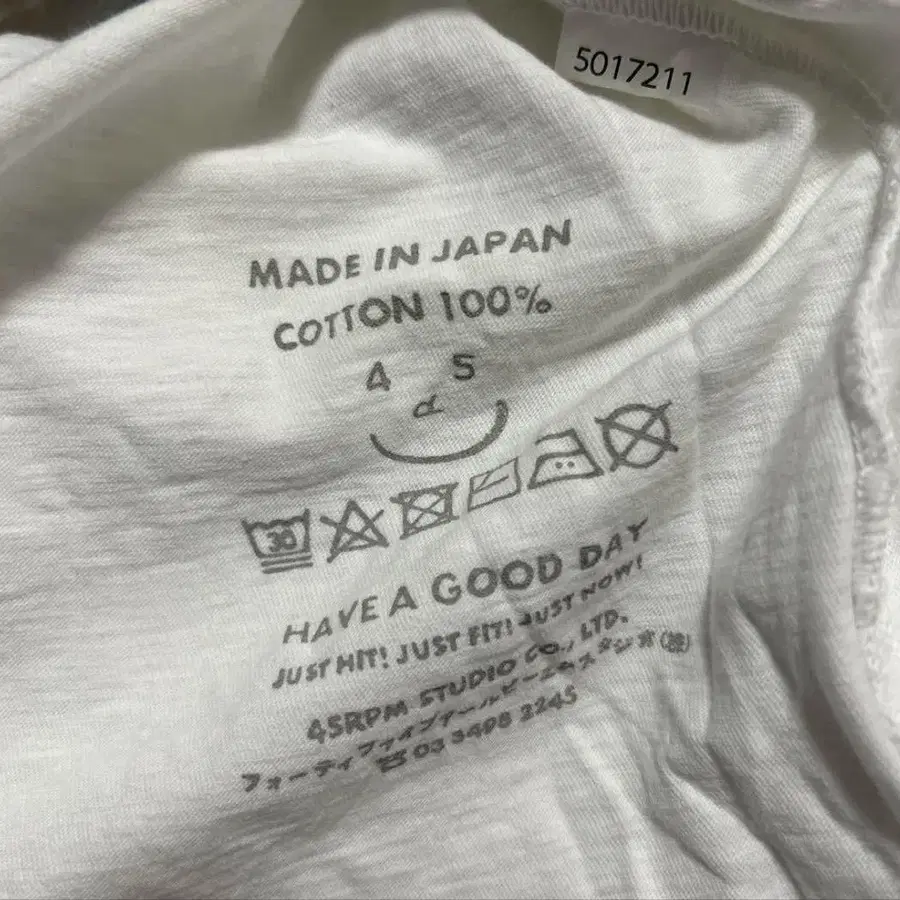 5017211
MADE IN JAPAN
COTTON 100%
4 5
R
30
HAVE A GOOD DAY
JUST HIT! JUST FIT! JUST NOW!
45RPM STUDIO CO., LTD.
フォーティファイブアールピーエムスタジオ(株)
☎03 3498 2245